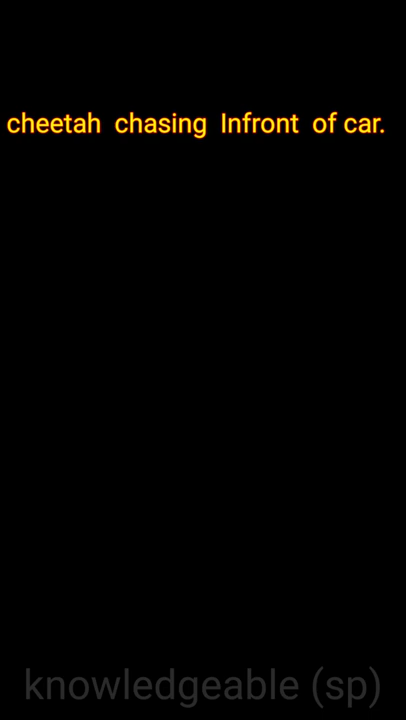 cheetah chasing Infront of car.
knowledgeable (sp)